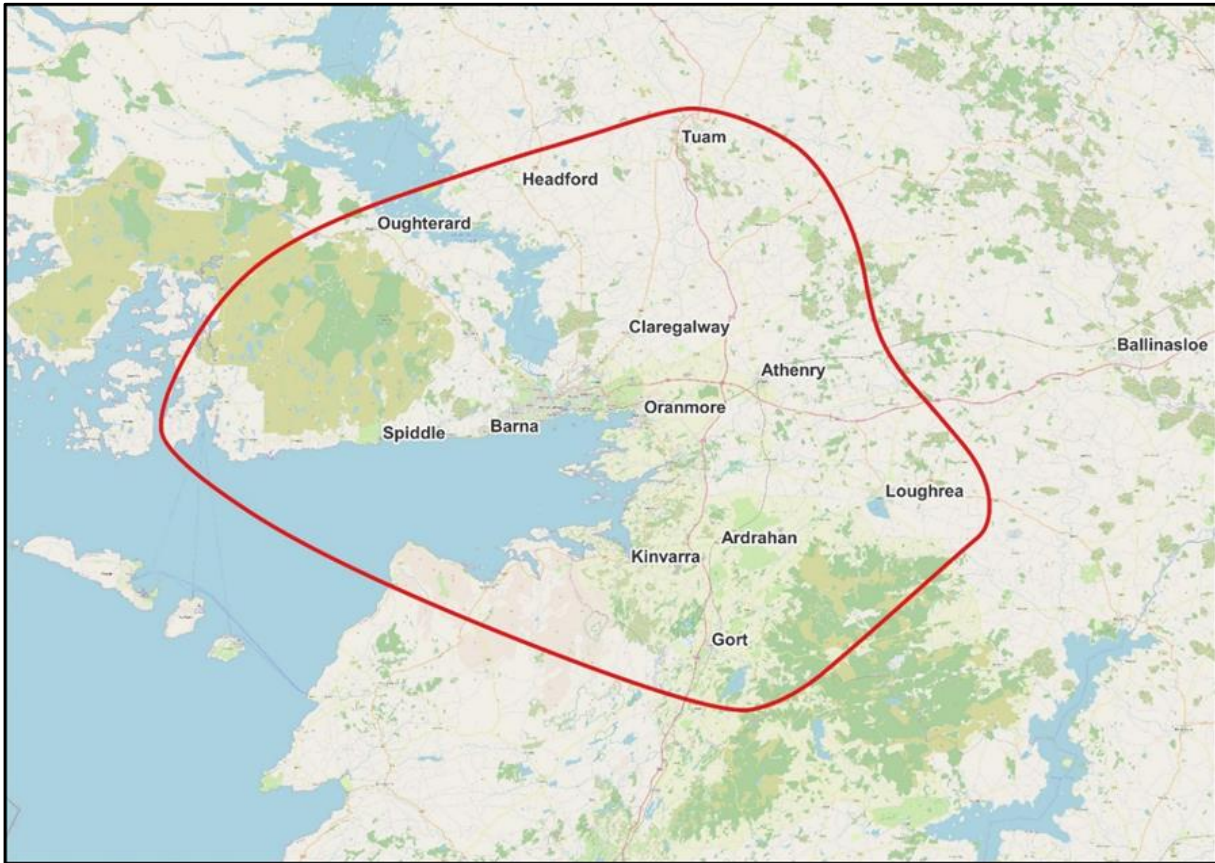 Tuam
Headford
Oughterard
Claregalway
Ballinasloe
Athenry
Oranmore
Barna
Spiddle
Loughrea
Ardrahan
Kinvarra
Gort